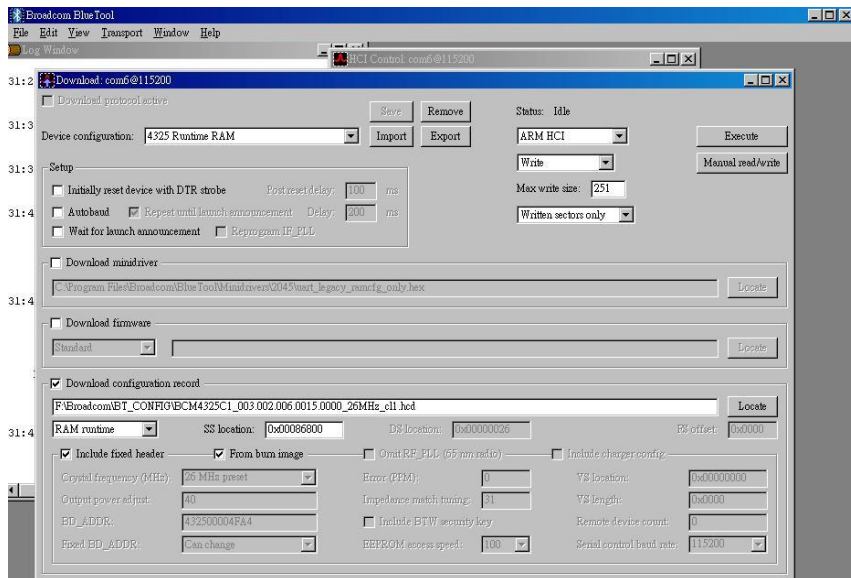 Broadcom BlueTool
File Edit View Transport Window Help
Log Window
HCI Control: com6@115200
31:2
Download: com6@115200
Download protocol active
Save Remove Status: Idle
31:3
Device configuration: 4325 Runtime RAM Import Export ARM HCI Execute
31:3
Setup Write Manual read/write
Initially reset device with DTR strobe Post reset delay: 100 ms Max write size: 251
31:4
Autobaud Repeat until launch announcement Delay: 200 ms Written sectors only
Wait for launch announcement Reprogram IF_PLL
Download minidriver
C:\Program Files\Broadcom\BlueTool\Minidrivers\2045\uart_legacy_ramcfg_only.hex Locate
31:4
Download firmware
Standard Locate
Download configuration record
F:\Broadcom\BT_CONFIG\BCM4325C1_003.002.006.0015.0000_26MHz_cl1.hcd Locate
31:4
RAM runtime SS location: 0x00086800 DS location: 0x00000026 PS offset: 0x0000
Include fixed header From burn image Omit RF_PLL (65 nm radio) Include charger config
Crystal frequency (MHz): 26 MHz preset Error (PPM): 0 VS location: 0x00000000
Output power adjust: 40 Impedance match tuning: 31 VS length: 0x0000
BD_ADDR: 432500004FA4 Include BTW security key Remote device count: 0
Fixed BD_ADDR: Can change EEPROM access speed: 100 Serial control baud rate: 115200